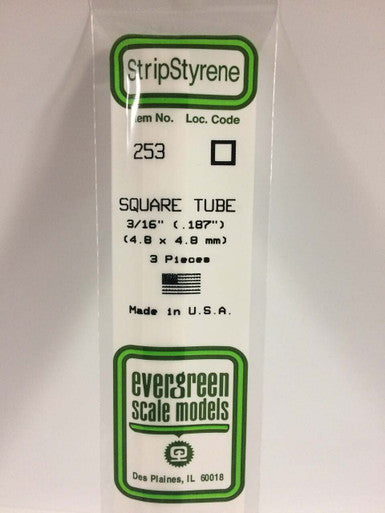 StripStyrene
Item No. Loc. Code
253
SQUARE TUBE
3/16" (.187")
(4.8 x 4.8 mm)
3 Pieces
Made in U.S.A.
evergreen
scale models
Des Plaines, IL 60018